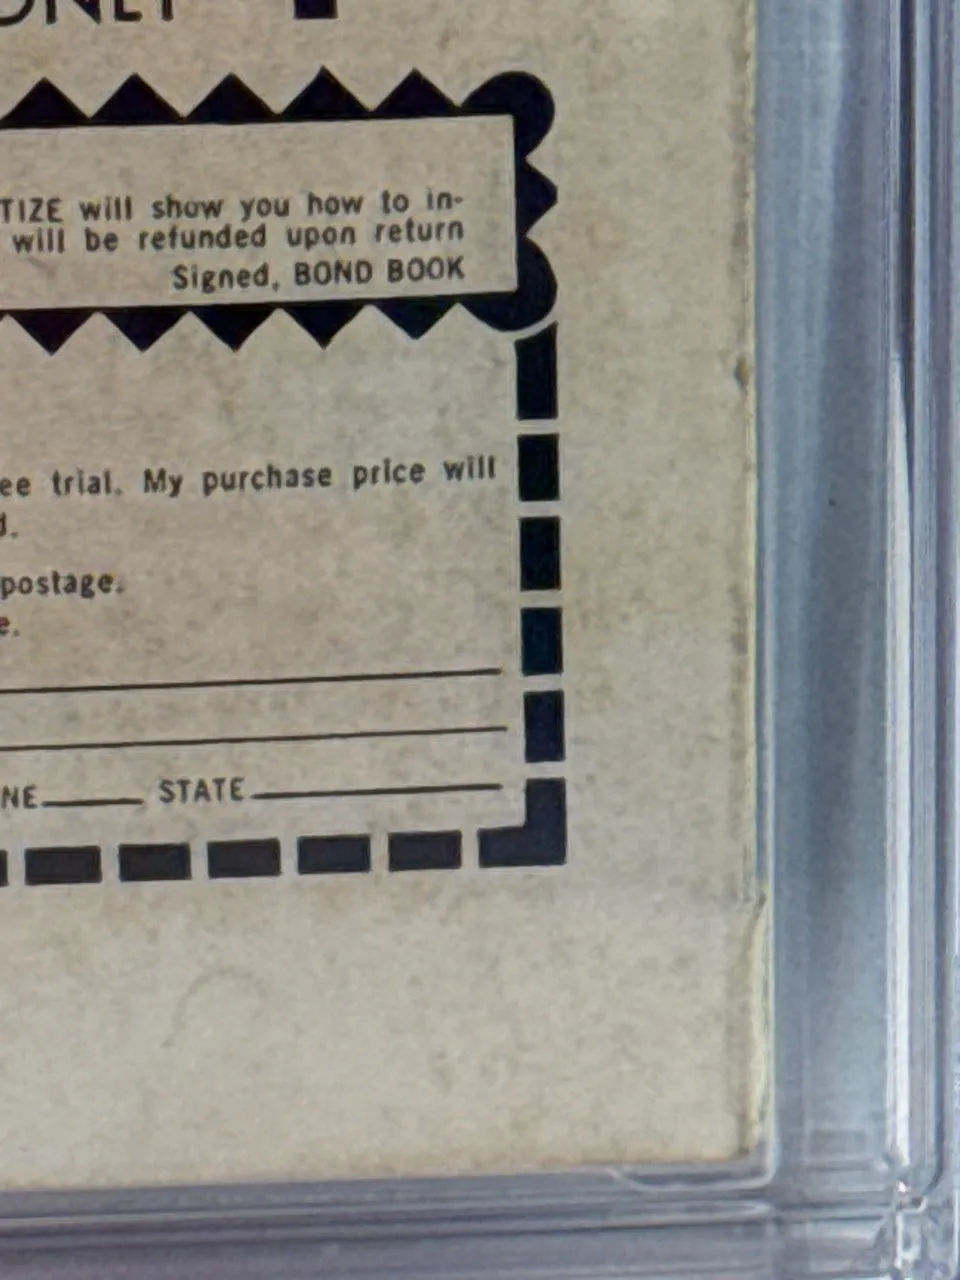 TIZE will show you how to in-
will be refunded upon return
Signed, BOND BOOK
ee trial. My purchase price will
d.
postage.
e.
NE STATE